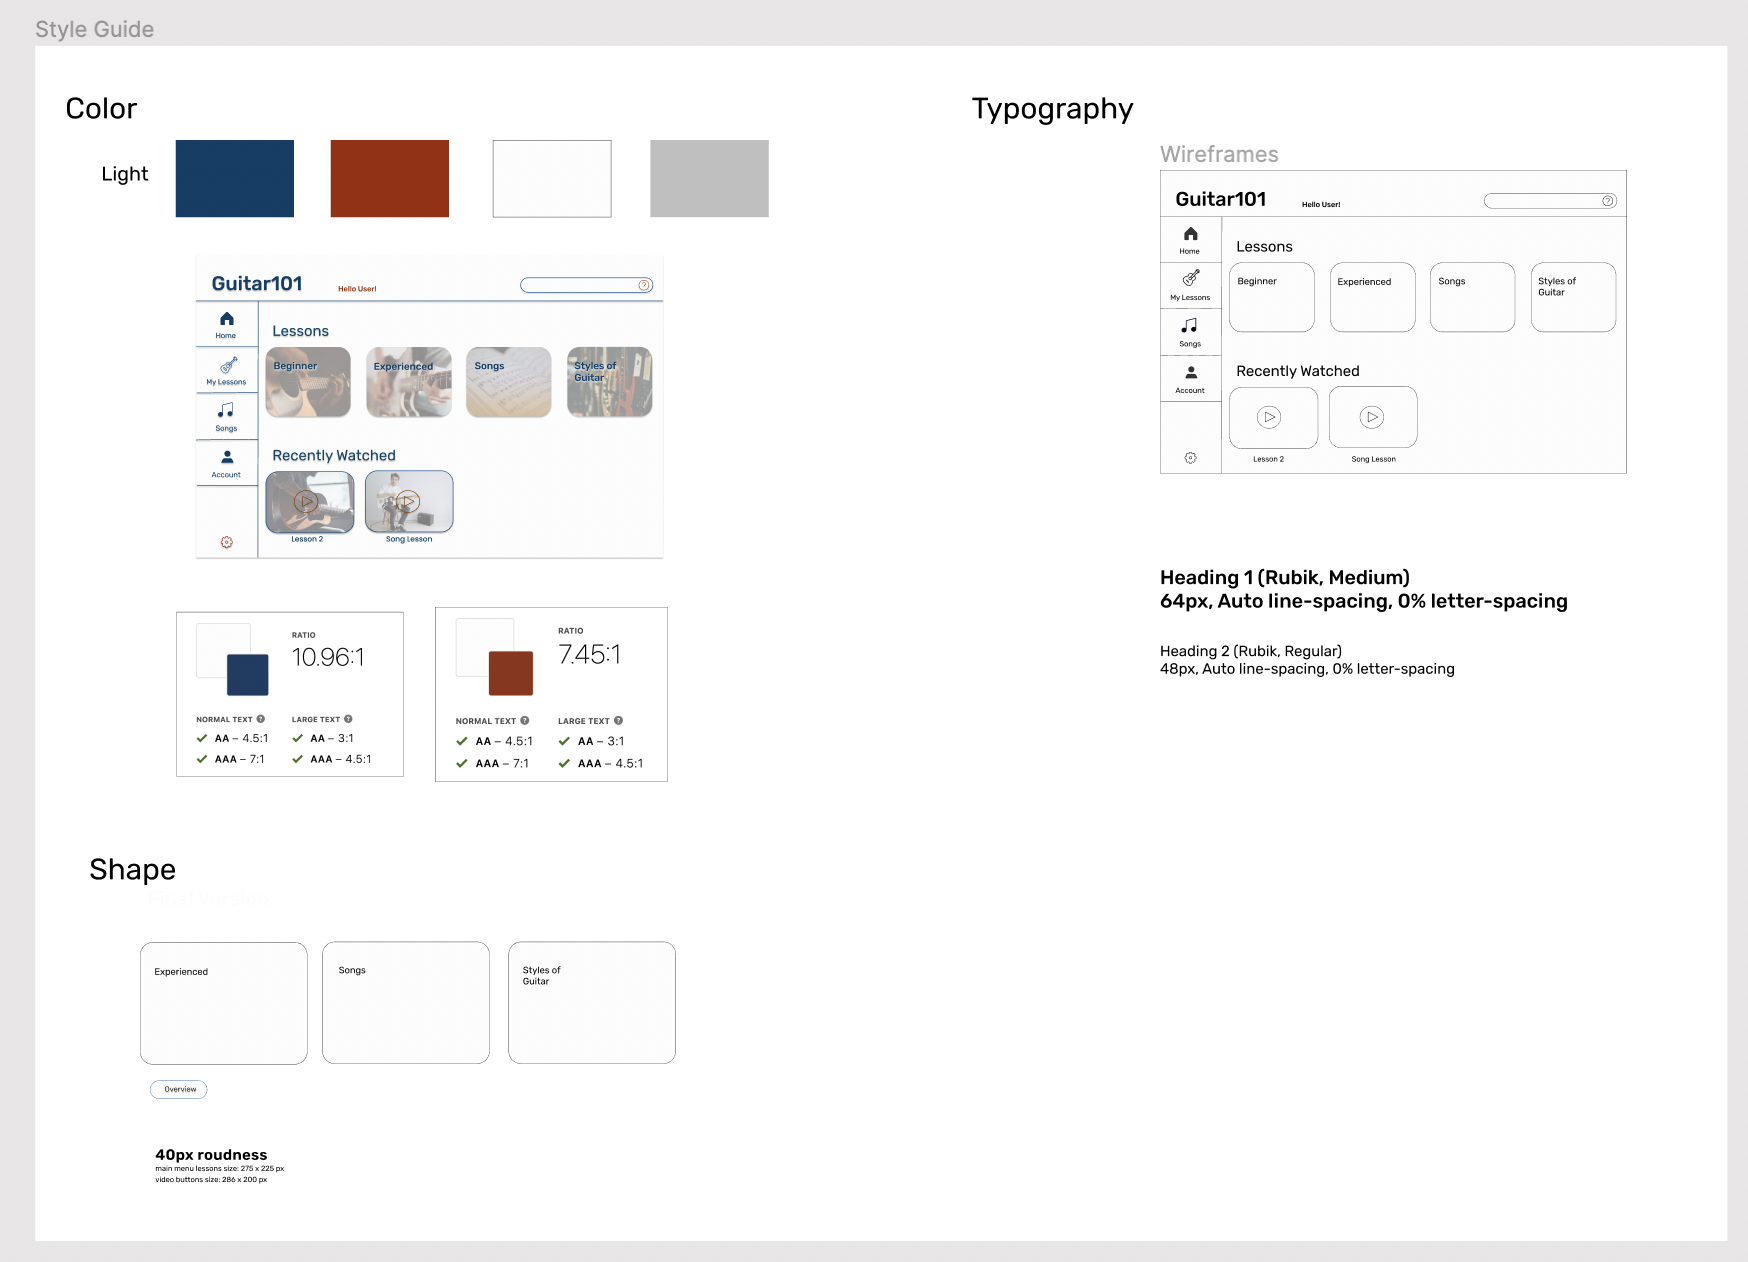 Style Guide
Color
Light
Guitar101
Hello User!
?
Home
My Lessons
Songs
Account
Lessons
Beginner
Experienced
Songs
Styles of
Guitar
Recently Watched
Lesson 2
Song Lesson
RATIO
10.96:1
NORMAL TEXT ?
LARGE TEXT ?
AA – 4.5:1
AA – 3:1
AAA – 7:1
AAA – 4.5:1
RATIO
7.45:1
NORMAL TEXT ?
LARGE TEXT ?
AA – 4.5:1
AA – 3:1
AAA – 7:1
AAA – 4.5:1
Shape
Experienced
Songs
Styles of
Guitar
Overview
40px roudness
main menu lessons size: 275 x 225 px
video buttons size: 286 x 200 px
Typography
Wireframes
Guitar101
Hello User!
?
Home
My Lessons
Songs
Account
Lessons
Beginner
Experienced
Songs
Styles of
Guitar
Recently Watched
Lesson 2
Song Lesson
Heading 1 (Rubik, Medium)
64px, Auto line-spacing, 0% letter-spacing
Heading 2 (Rubik, Regular)
48px, Auto line-spacing, 0% letter-spacing